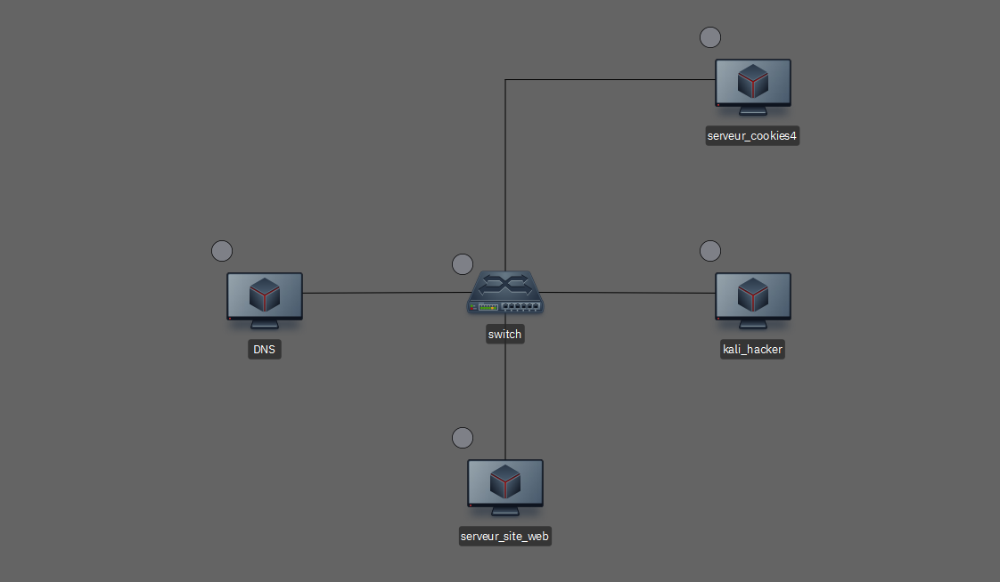 serveur_cookies4
DNS
switch
kali_hacker
serveur_site_web